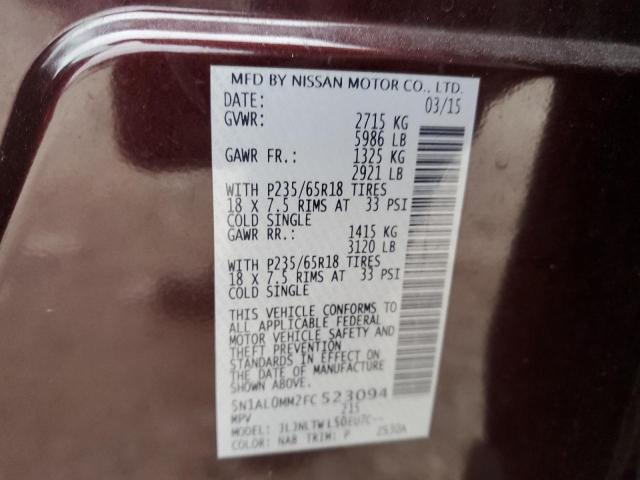 MFD BY NISSAN MOTOR CO., LTD.
DATE: 03/15
GVWR: 2715 KG
5986 LB
GAWR FR.: 1325 KG
2921 LB
WITH P235/65R18 TIRES
18 X 7.5 RIMS AT 33 PSI
COLD SINGLE
GAWR RR.: 1415 KG
3120 LB
WITH P235/65R18 TIRES
18 X 7.5 RIMS AT 33 PSI
COLD SINGLE
THIS VEHICLE CONFORMS TO
ALL APPLICABLE FEDERAL
MOTOR VEHICLE SAFETY AND
THEFT PREVENTION
STANDARDS IN EFFECT ON
THE DATE OF MANUFACTURE
SHOWN ABOVE.
5N1AL0MM2FC 523094
MPV 215
MODEL:
COLOR: NAB TRIM: P